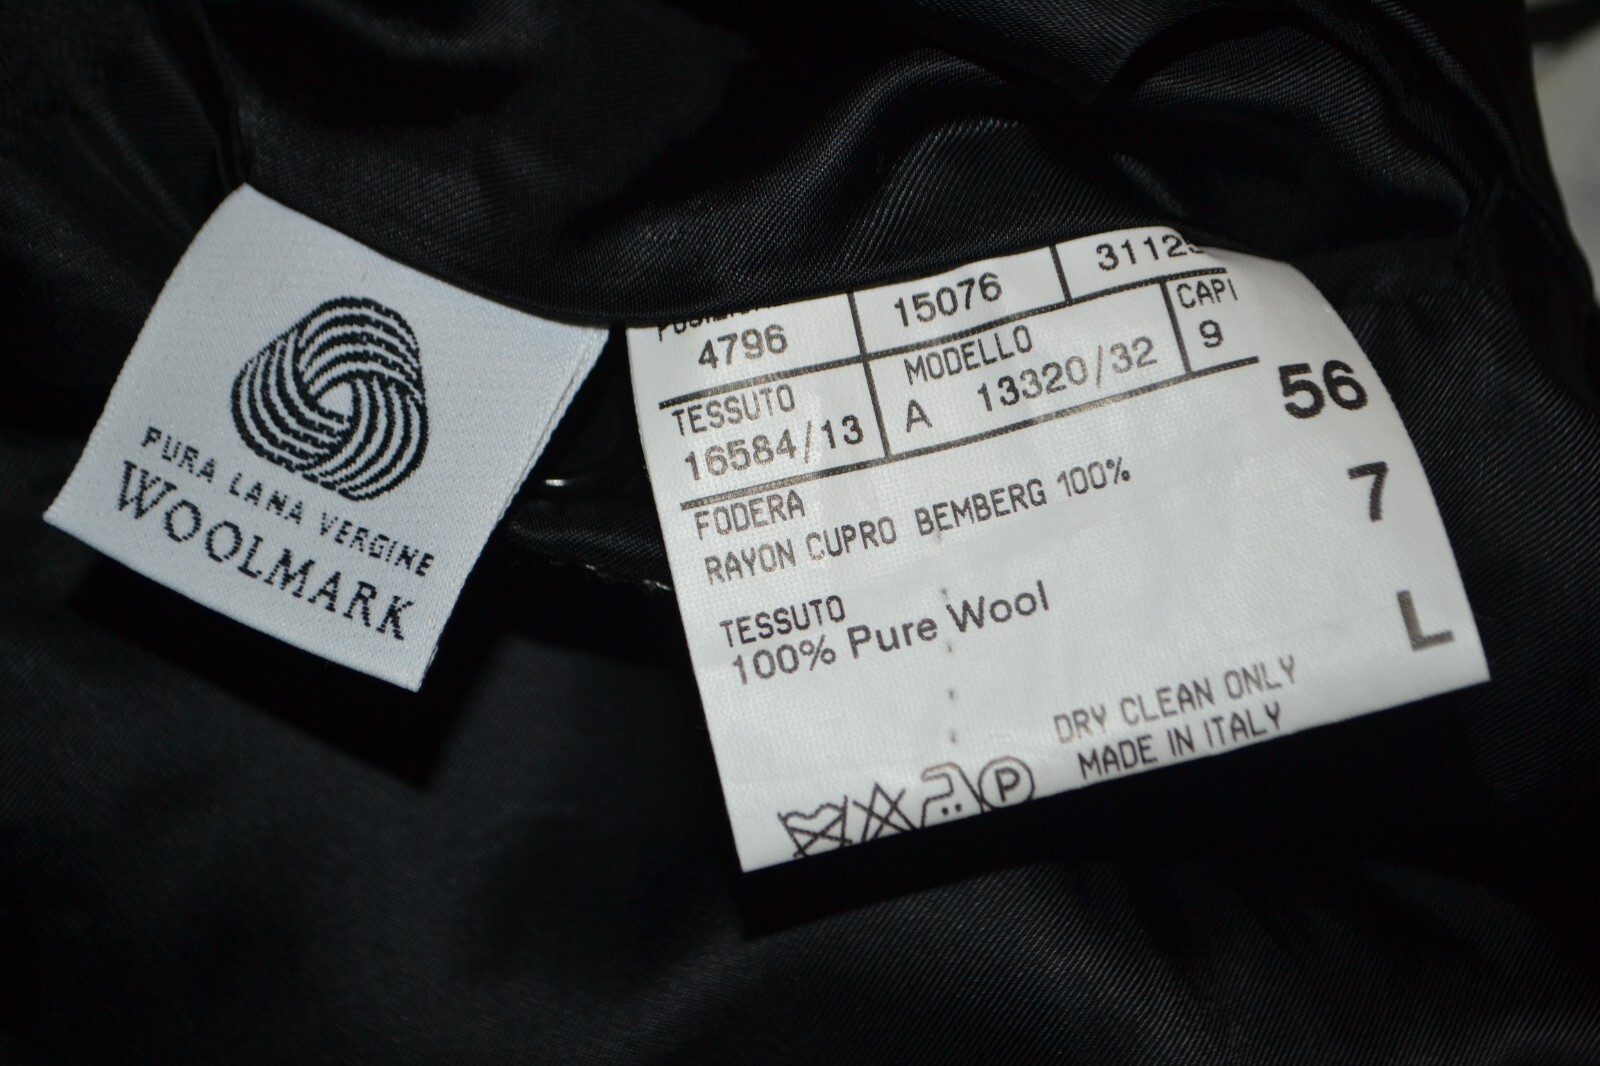 PURA LANA VERGINE
WOOLMARK
15076
4796
TESSUTO
16584/13
MODELLO
A 13320/32
CAPI
9
56
7
L
FODERA
RAYON CUPRO BEMBERG 100%
TESSUTO
100% Pure Wool
DRY CLEAN ONLY
MADE IN ITALY
P